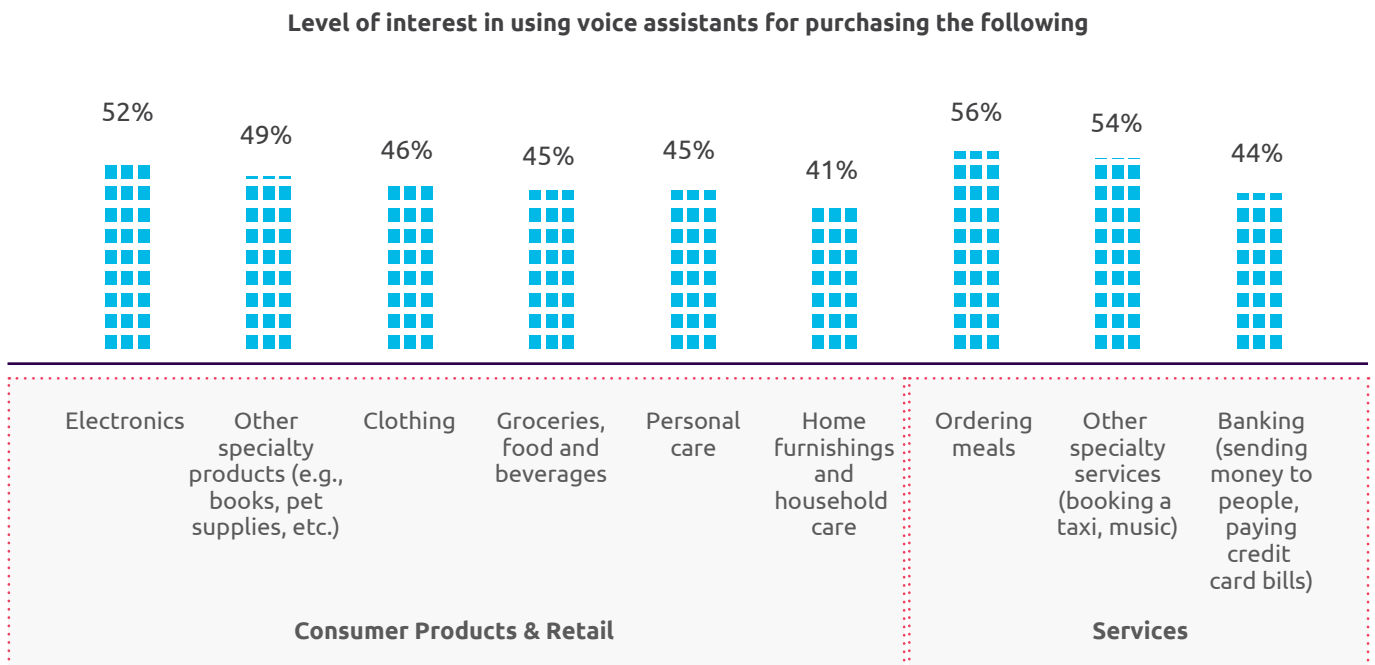 Level of interest in using voice assistants for purchasing the following
52%
49%
46%
45%
45%
41%
56%
54%
44%
Electronics
Other
specialty
products (e.g.,
books, pet
supplies, etc.)
Clothing
Groceries,
food and
beverages
Personal
care
Home
furnishings
and
household
care
Ordering
meals
Other
specialty
services
(booking a
taxi, music)
Banking
(sending
money to
people,
paying
credit
card bills)
Consumer Products & Retail
Services